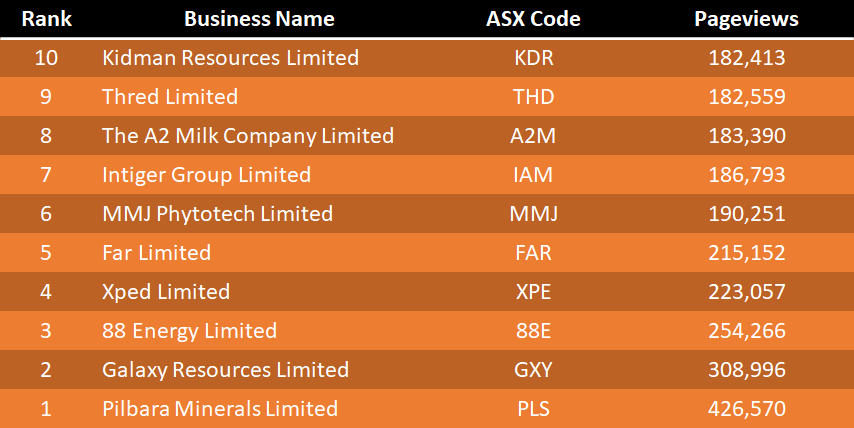 Rank Business Name ASX Code Pageviews
10 Kidman Resources Limited KDR 182,413
9 Thred Limited THD 182,559
8 The A2 Milk Company Limited A2M 183,390
7 Intiger Group Limited IAM 186,793
6 MMJ Phytotech Limited MMJ 190,251
5 Far Limited FAR 215,152
4 Xped Limited XPE 223,057
3 88 Energy Limited 88E 254,266
2 Galaxy Resources Limited GXY 308,996
1 Pilbara Minerals Limited PLS 426,570